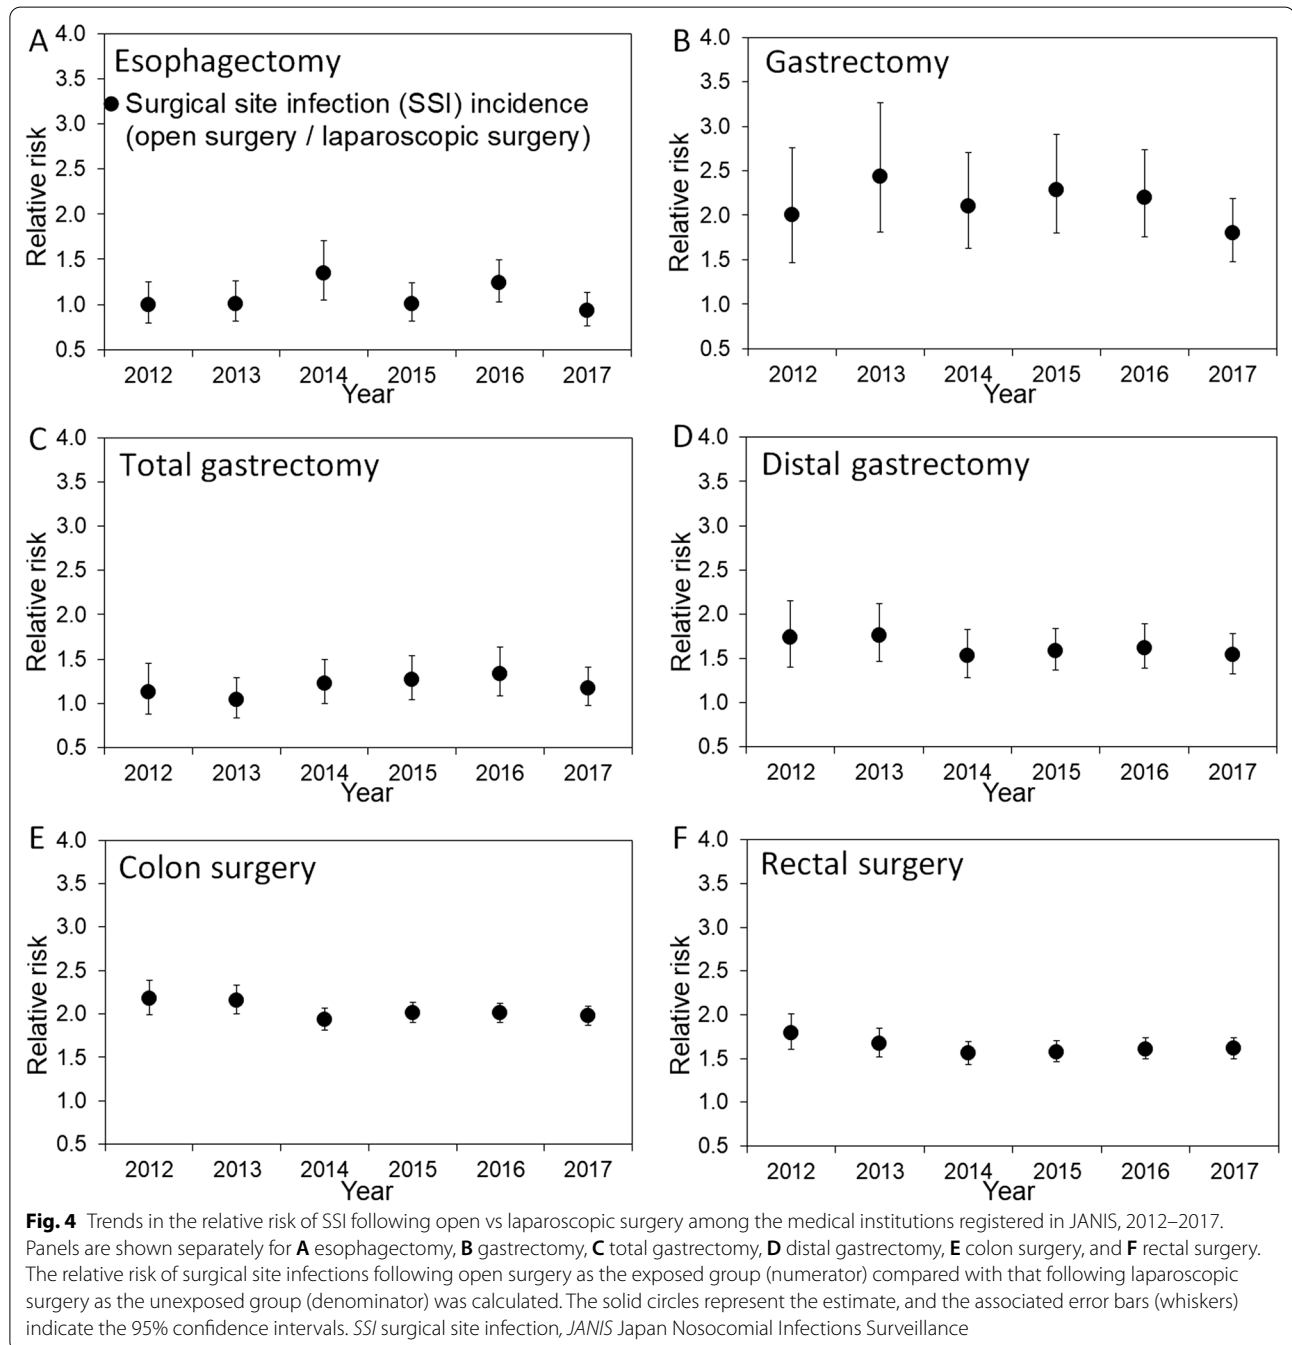 A
Esophagectomy
Surgical site infection (SSI) incidence
(open surgery / laparoscopic surgery)
Relative risk
4.0
3.5
3.0
2.5
2.0
1.5
1.0
0.5
2012 2013 2014 2015 2016 2017
Year
B
Gastrectomy
Relative risk
4.0
3.5
3.0
2.5
2.0
1.5
1.0
0.5
2012 2013 2014 2015 2016 2017
Year
C
Total gastrectomy
Relative risk
4.0
3.5
3.0
2.5
2.0
1.5
1.0
0.5
2012 2013 2014 2015 2016 2017
Year
D
Distal gastrectomy
Relative risk
4.0
3.5
3.0
2.5
2.0
1.5
1.0
0.5
2012 2013 2014 2015 2016 2017
Year
E
Colon surgery
Relative risk
4.0
3.5
3.0
2.5
2.0
1.5
1.0
0.5
2012 2013 2014 2015 2016 2017
Year
F
Rectal surgery
Relative risk
4.0
3.5
3.0
2.5
2.0
1.5
1.0
0.5
2012 2013 2014 2015 2016 2017
Year
Fig. 4 Trends in the relative risk of SSI following open vs laparoscopic surgery among the medical institutions registered in JANIS, 2012–2017.
Panels are shown separately for A esophagectomy, B gastrectomy, C total gastrectomy, D distal gastrectomy, E colon surgery, and F rectal surgery.
The relative risk of surgical site infections following open surgery as the exposed group (numerator) compared with that following laparoscopic
surgery as the unexposed group (denominator) was calculated. The solid circles represent the estimate, and the associated error bars (whiskers)
indicate the 95% confidence intervals. SSI surgical site infection, JANIS Japan Nosocomial Infections Surveillance